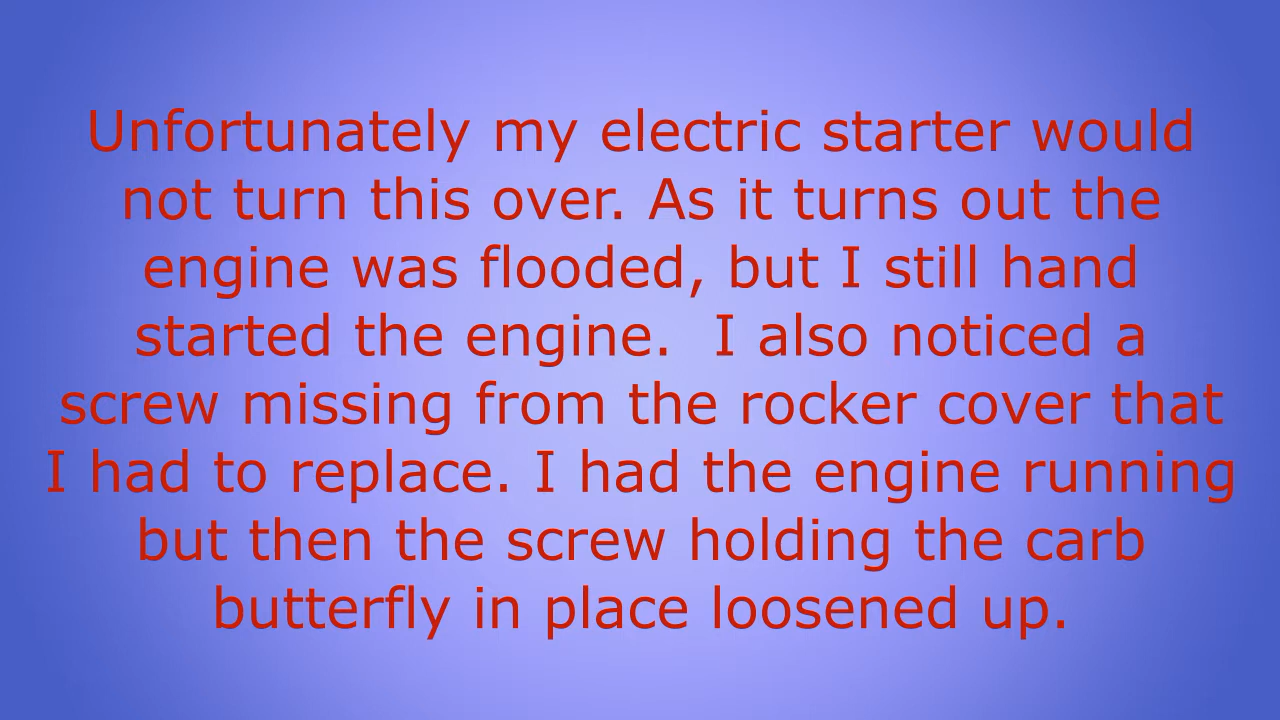 Unfortunately my electric starter would
not turn this over. As it turns out the
engine was flooded, but I still hand
started the engine.  I also noticed a
screw missing from the rocker cover that
I had to replace. I had the engine running
but then the screw holding the carb
butterfly in place loosened up.